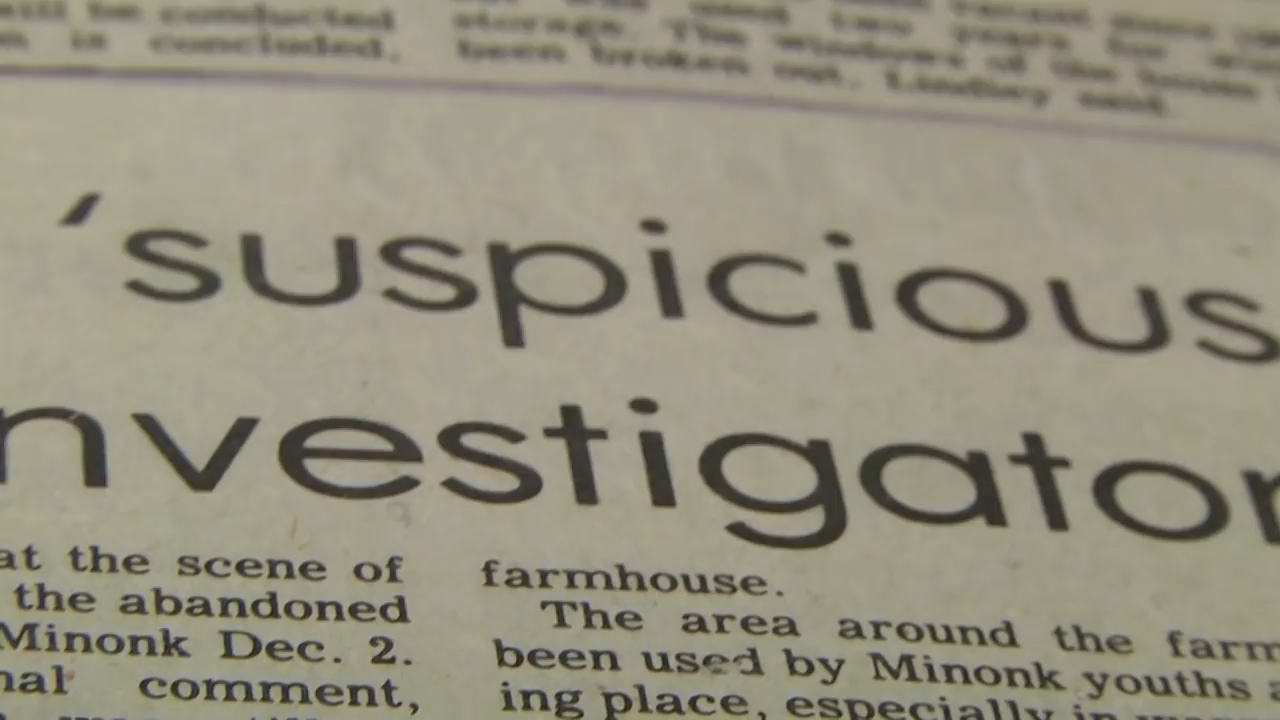 will be conducted
is concluded.
storage. The windows of the house
been broken out, Lindley said.
'suspicious
nvestigator
at the scene of
the abandoned
Minonk Dec. 2.
nal comment,
farmhouse.
The area around the farm
been used by Minonk youths a
ing place, especially in